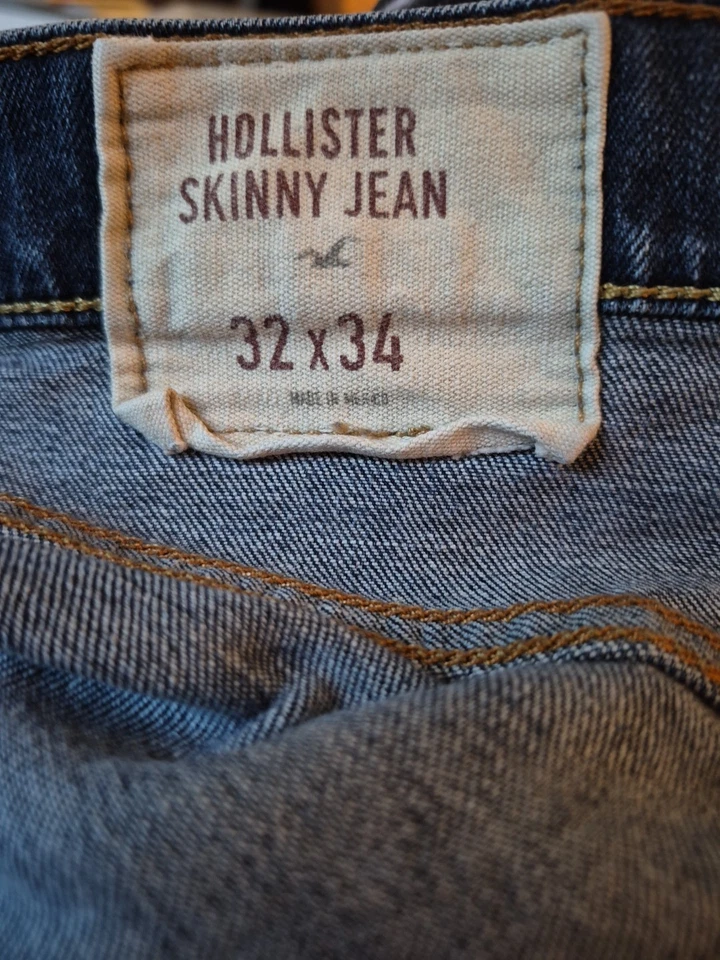 HOLLISTER
SKINNY JEAN
32 x 34
MADE IN MEXICO